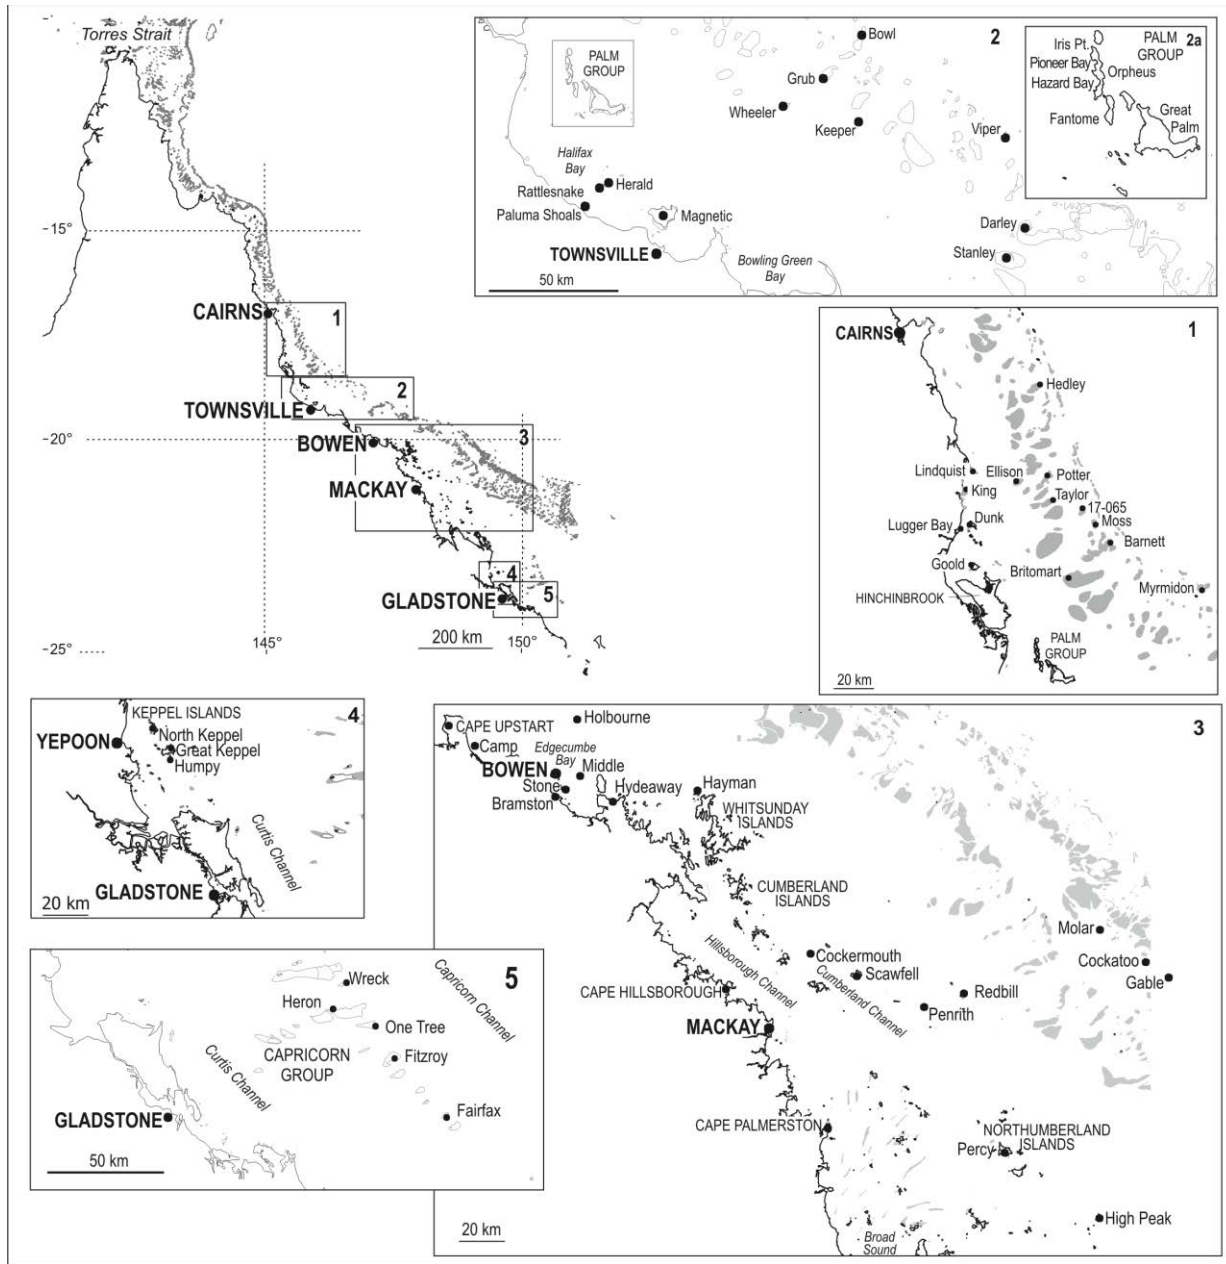 Torres Strait
15°
20°
25°
145°
150°
200 km
CAIRNS
TOWNSVILLE
BOWEN
MACKAY
GLADSTONE
1
2
3
4
5
2
PALM
GROUP
Bowl
Grub
Wheeler
Keeper
Viper
Halifax
Bay
Herald
Rattlesnake
Paluma Shoals
Magnetic
TOWNSVILLE
Bowling Green
Bay
Darley
Stanley
50 km
2a
PALM
GROUP
Iris Pt.
Pioneer Bay
Hazard Bay
Orpheus
Fantome
Great
Palm
1
CAIRNS
Hedley
Lindquist
Ellison
Potter
King
Taylor
17-065
Lugger Bay
Dunk
Moss
Barnett
Goold
Britomart
HINCHINBROOK
Myrmidon
PALM
GROUP
20 km
4
KEPPEL ISLANDS
North Keppel
YEPOON
Great Keppel
Humpy
Curtis Channel
GLADSTONE
20 km
3
CAPE UPSTART
Holbourne
Camp
Edgecumbe
Bay
BOWEN
Middle
Stone
Bramston
Hydeaway
Hayman
WHITSUNDAY
ISLANDS
CUMBERLAND
ISLANDS
Molar
Hillsborough Channel
Cockermouth
Scawfell
Cumberland Channel
Cockatoo
Gable
CAPE HILLSBOROUGH
Redbill
Penrith
MACKAY
CAPE PALMERSTON
NORTHUMBERLAND
ISLANDS
Percy
High Peak
Broad
Sound
20 km
5
Wreck
Capricorn Channel
Heron
One Tree
CAPRICORN
GROUP
Fitzroy
Curtis Channel
Fairfax
GLADSTONE
50 km